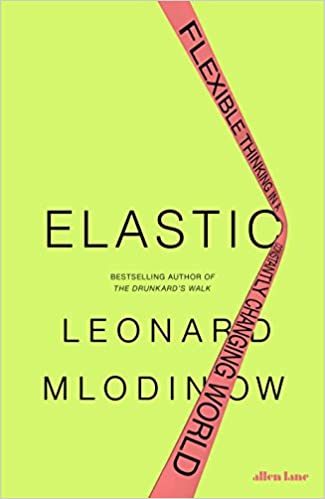 FLEXIBLE THINKING IN A CONSTANTLY CHANGING WORLD
ELASTIC
BESTSELLING AUTHOR OF
THE DRUNKARD'S WALK
LEONARD
MLODINOW
allen lane